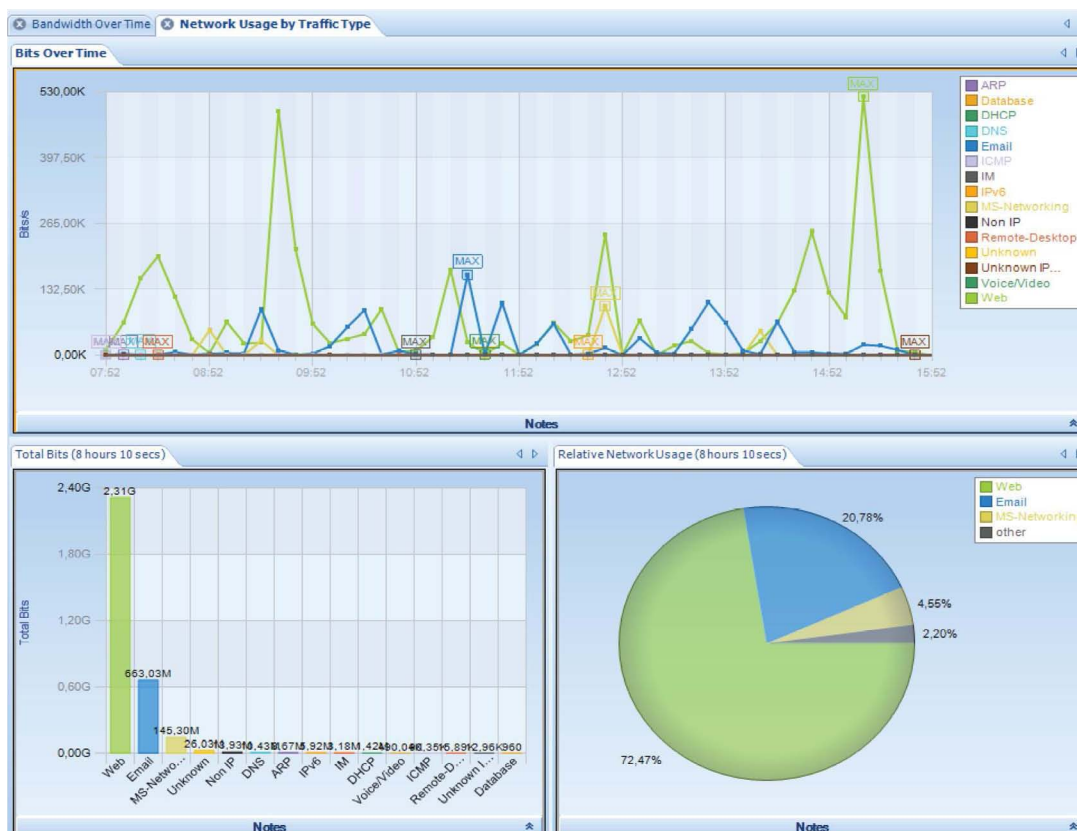 Bandwidth Over Time
Network Usage by Traffic Type
Bits Over Time
530,00K
397,50K
265,00K
132,50K
0,00K
Bits/s
MAX
MAX
MAX
MAX
MAX
MAX
MAX
MAX
MAX
07:52
08:52
09:52
10:52
11:52
12:52
13:52
14:52
15:52
ARP
Database
DHCP
DNS
Email
ICMP
IM
IPv6
MS-Networking
Non IP
Remote-Desktop
Unknown
Unknown IP...
Voice/Video
Web
Notes
Total Bits (8 hours 10 secs)
2,40G
1,80G
1,20G
0,60G
0,00G
Total Bits
2,31G
663,03M
145,30M
26,03M
960
Web
Email
MS-Netwo...
Unknown
Non IP
DNS
ARP
IPv6
IM
DHCP
Voice/Video
ICMP
Remote-D...
Unknown I...
Database
Notes
Relative Network Usage (8 hours 10 secs)
Web
Email
MS-Networkin
other
20,78%
4,55%
2,20%
72,47%
Notes